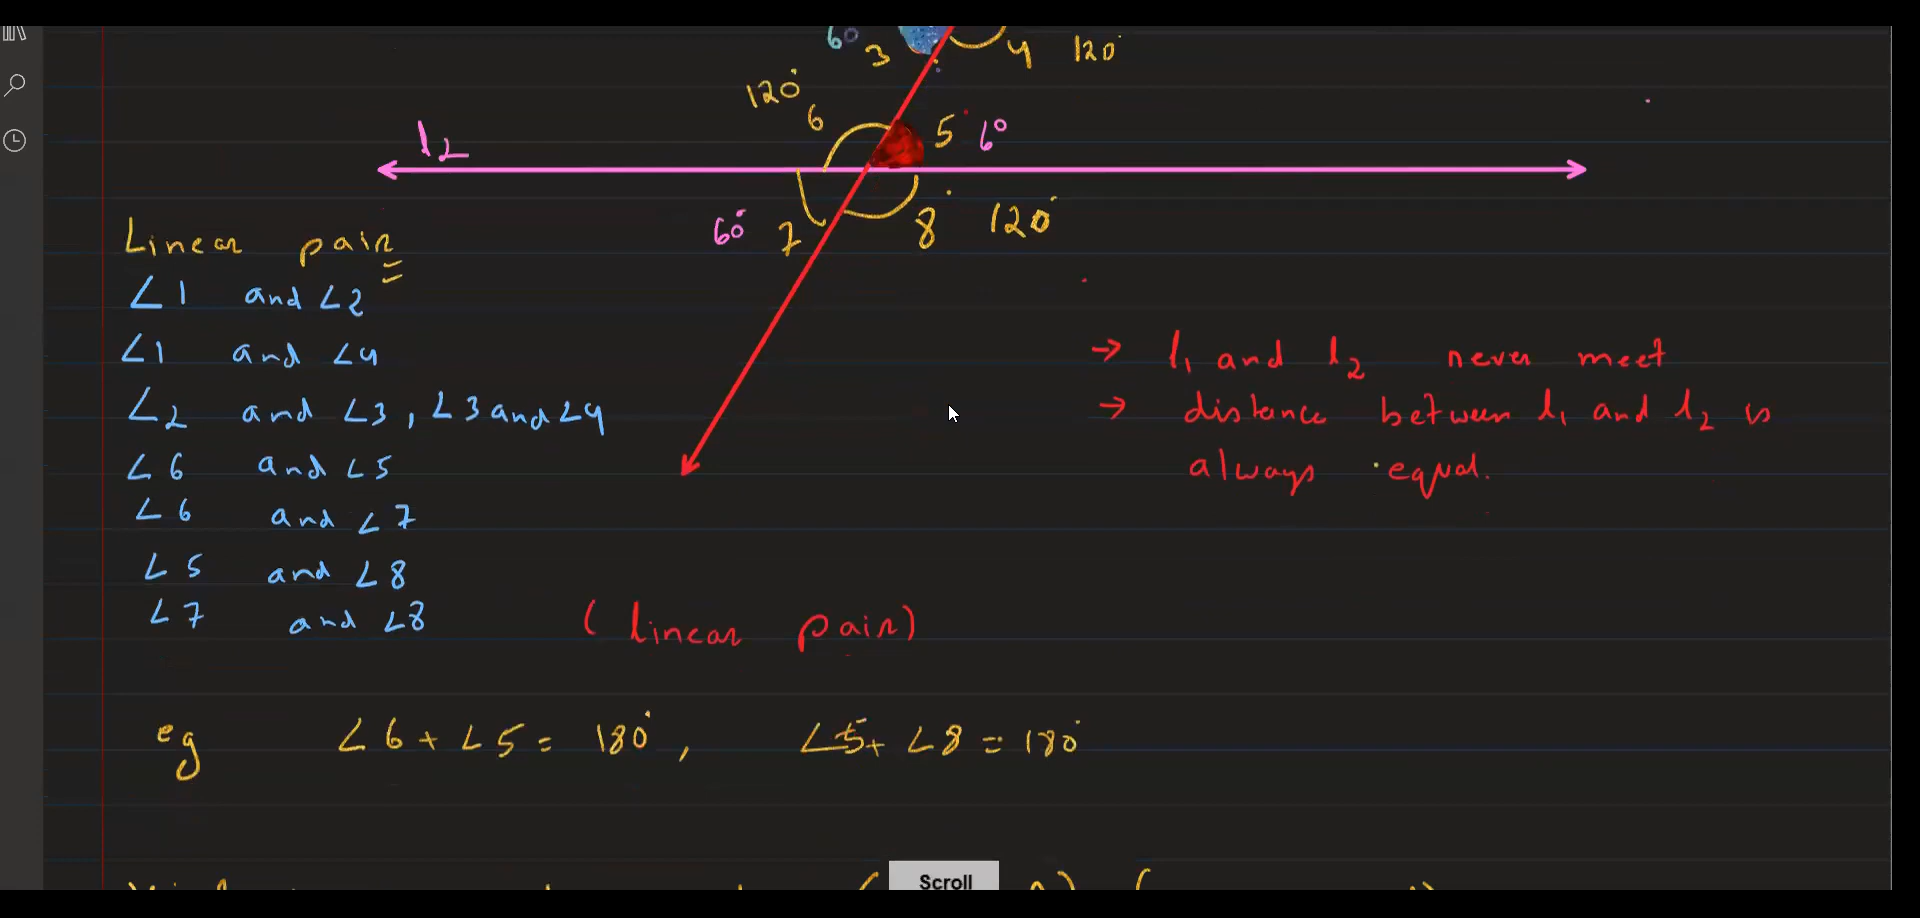 60 3 4 120°
120° 6 5 6°
l2
60° 7 8 120°
Linear pair
∠1 and ∠2
∠1 and ∠4
∠2 and ∠3, ∠3 and ∠4
∠6 and ∠5
∠6 and ∠7
∠5 and ∠8
∠7 and ∠8 (linear pair)
→ l1 and l2 never meet
→ distance between l1 and l2 is
always equal.
eg ∠6 + ∠5 = 180°, ∠5 + ∠8 = 180°
Scroll